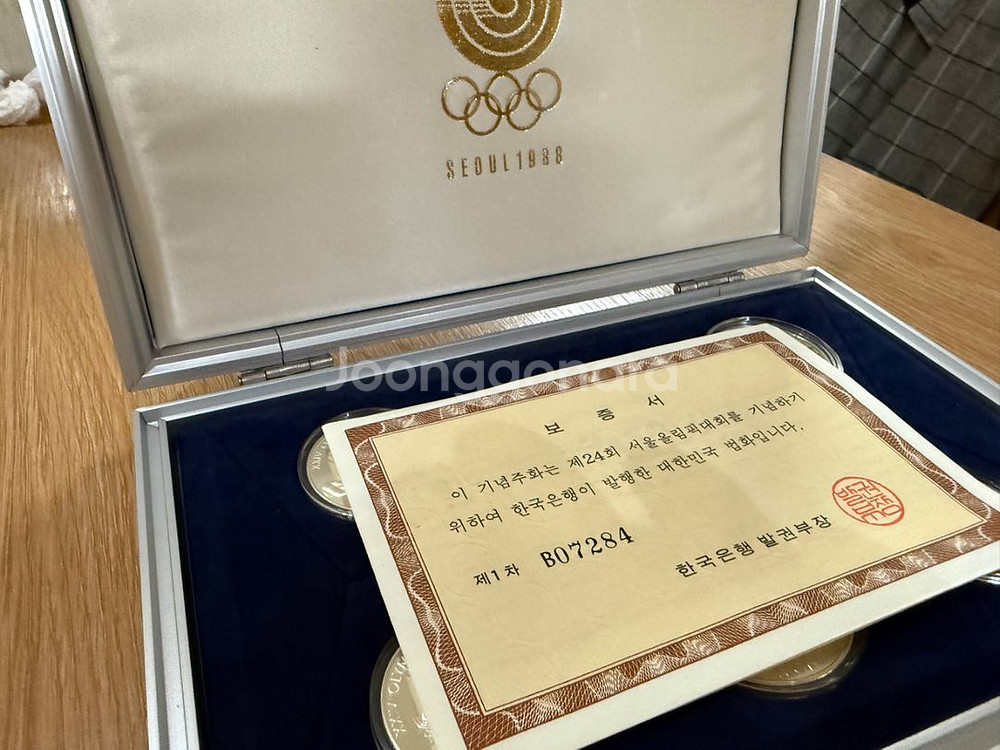 SEOUL 1988
Joonggonara
보증서
이 기념주화는 제24회 서울올림픽대회를 기념하기
위하여 한국은행이 발행한 대한민국 법화입니다.
제1차 B07284
한국은행 발권부장